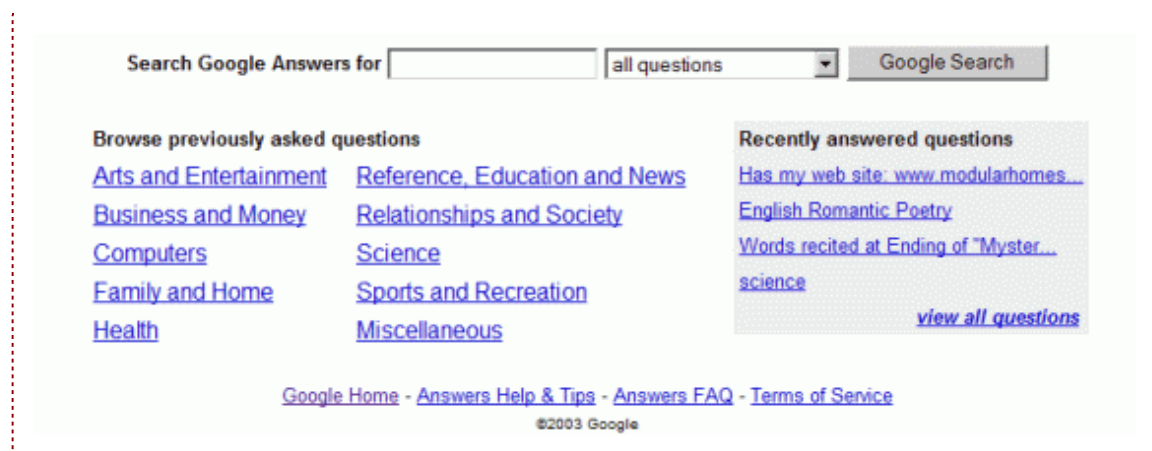 Search Google Answers for all questions Google Search
Browse previously asked questions
Arts and Entertainment
Business and Money
Computers
Family and Home
Health
Reference, Education and News
Relationships and Society
Science
Sports and Recreation
Miscellaneous
Recently answered questions
Has my web site: www.modularhomes...
English Romantic Poetry
Words recited at Ending of "Myster...
science
view all questions
Google Home - Answers Help & Tips - Answers FAQ - Terms of Service
©2003 Google